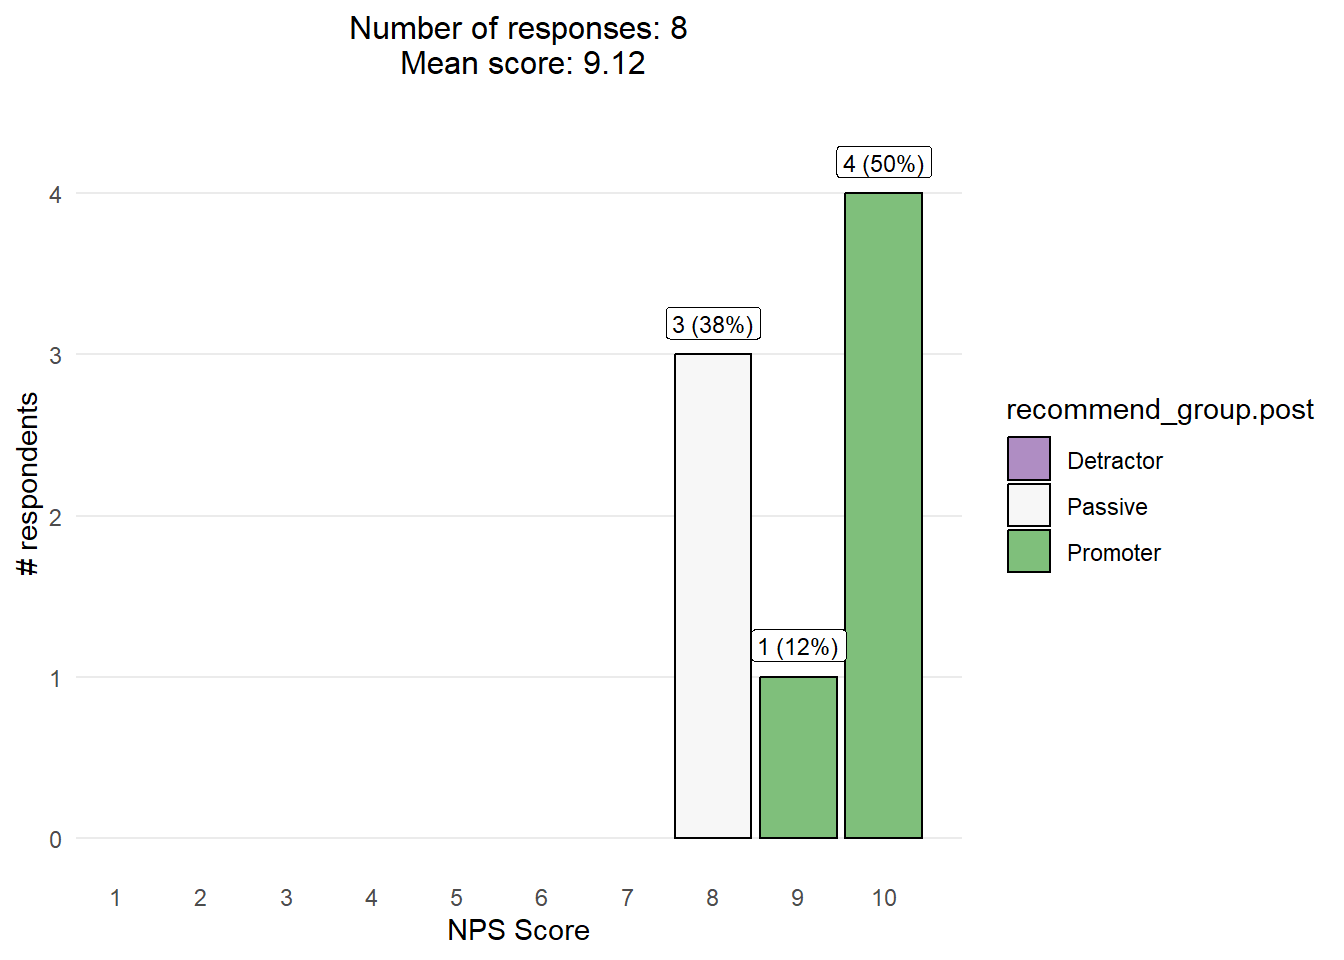 Number of responses: 8
Mean score: 9.12
4 (50%)
4
3 (38%)
3
recommend_group.post
Detractor
# respondents
Passive
2
Promoter
1 (12%)
1
0
1 2 3 4 5 6 7 8 9 10
NPS Score